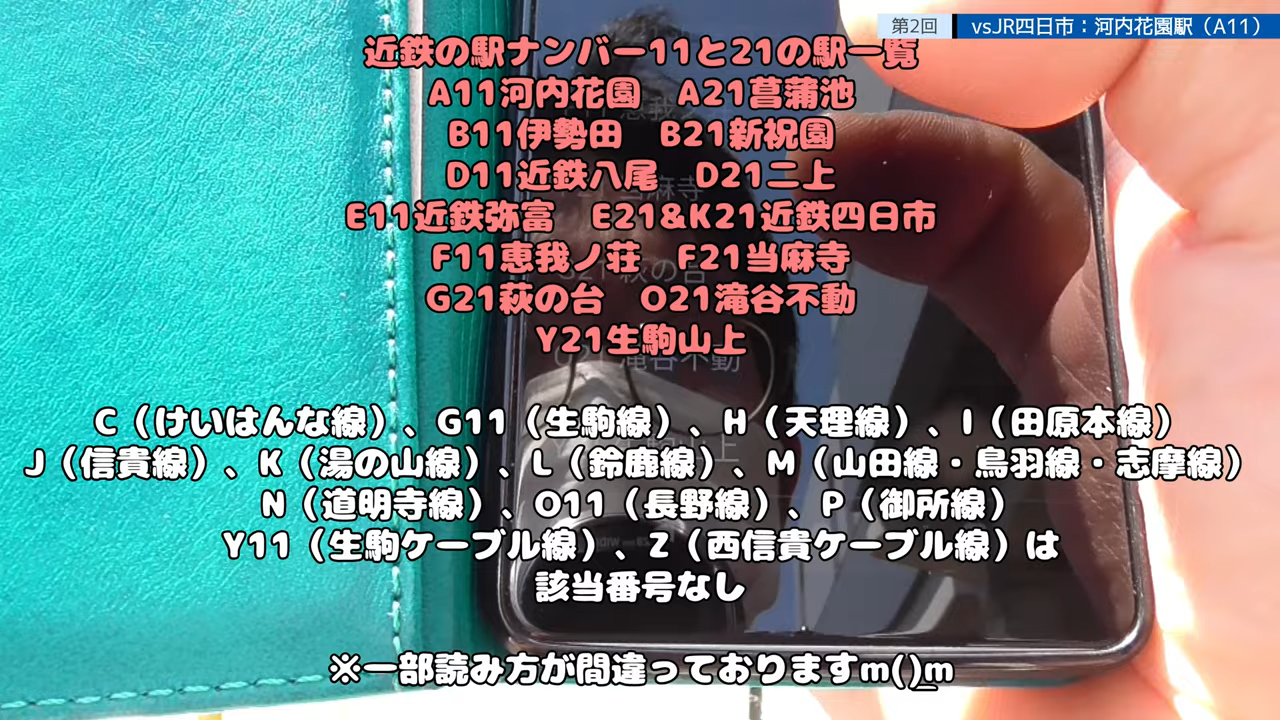 第2回 vsJR四日市：河内花園駅（A11）
近鉄の駅ナンバー11と21の駅一覧
A11河内花園 A21菖蒲池
B11伊勢田 B21新祝園
D11近鉄八尾 D21二上
E11近鉄弥富 E21&K21近鉄四日市
F11恵我ノ荘 F21当麻寺
G21萩の台 O21滝谷不動
Y21生駒山上
C（けいはんな線）、G11（生駒線）、H（天理線）、I（田原本線）
J（信貴線）、K（湯の山線）、L（鈴鹿線）、M（山田線・鳥羽線・志摩線）
N（道明寺線）、O11（長野線）、P（御所線）
Y11（生駒ケーブル線）、Z（西信貴ケーブル線）は
該当番号なし
※一部読み方が間違っておりますm(_)m